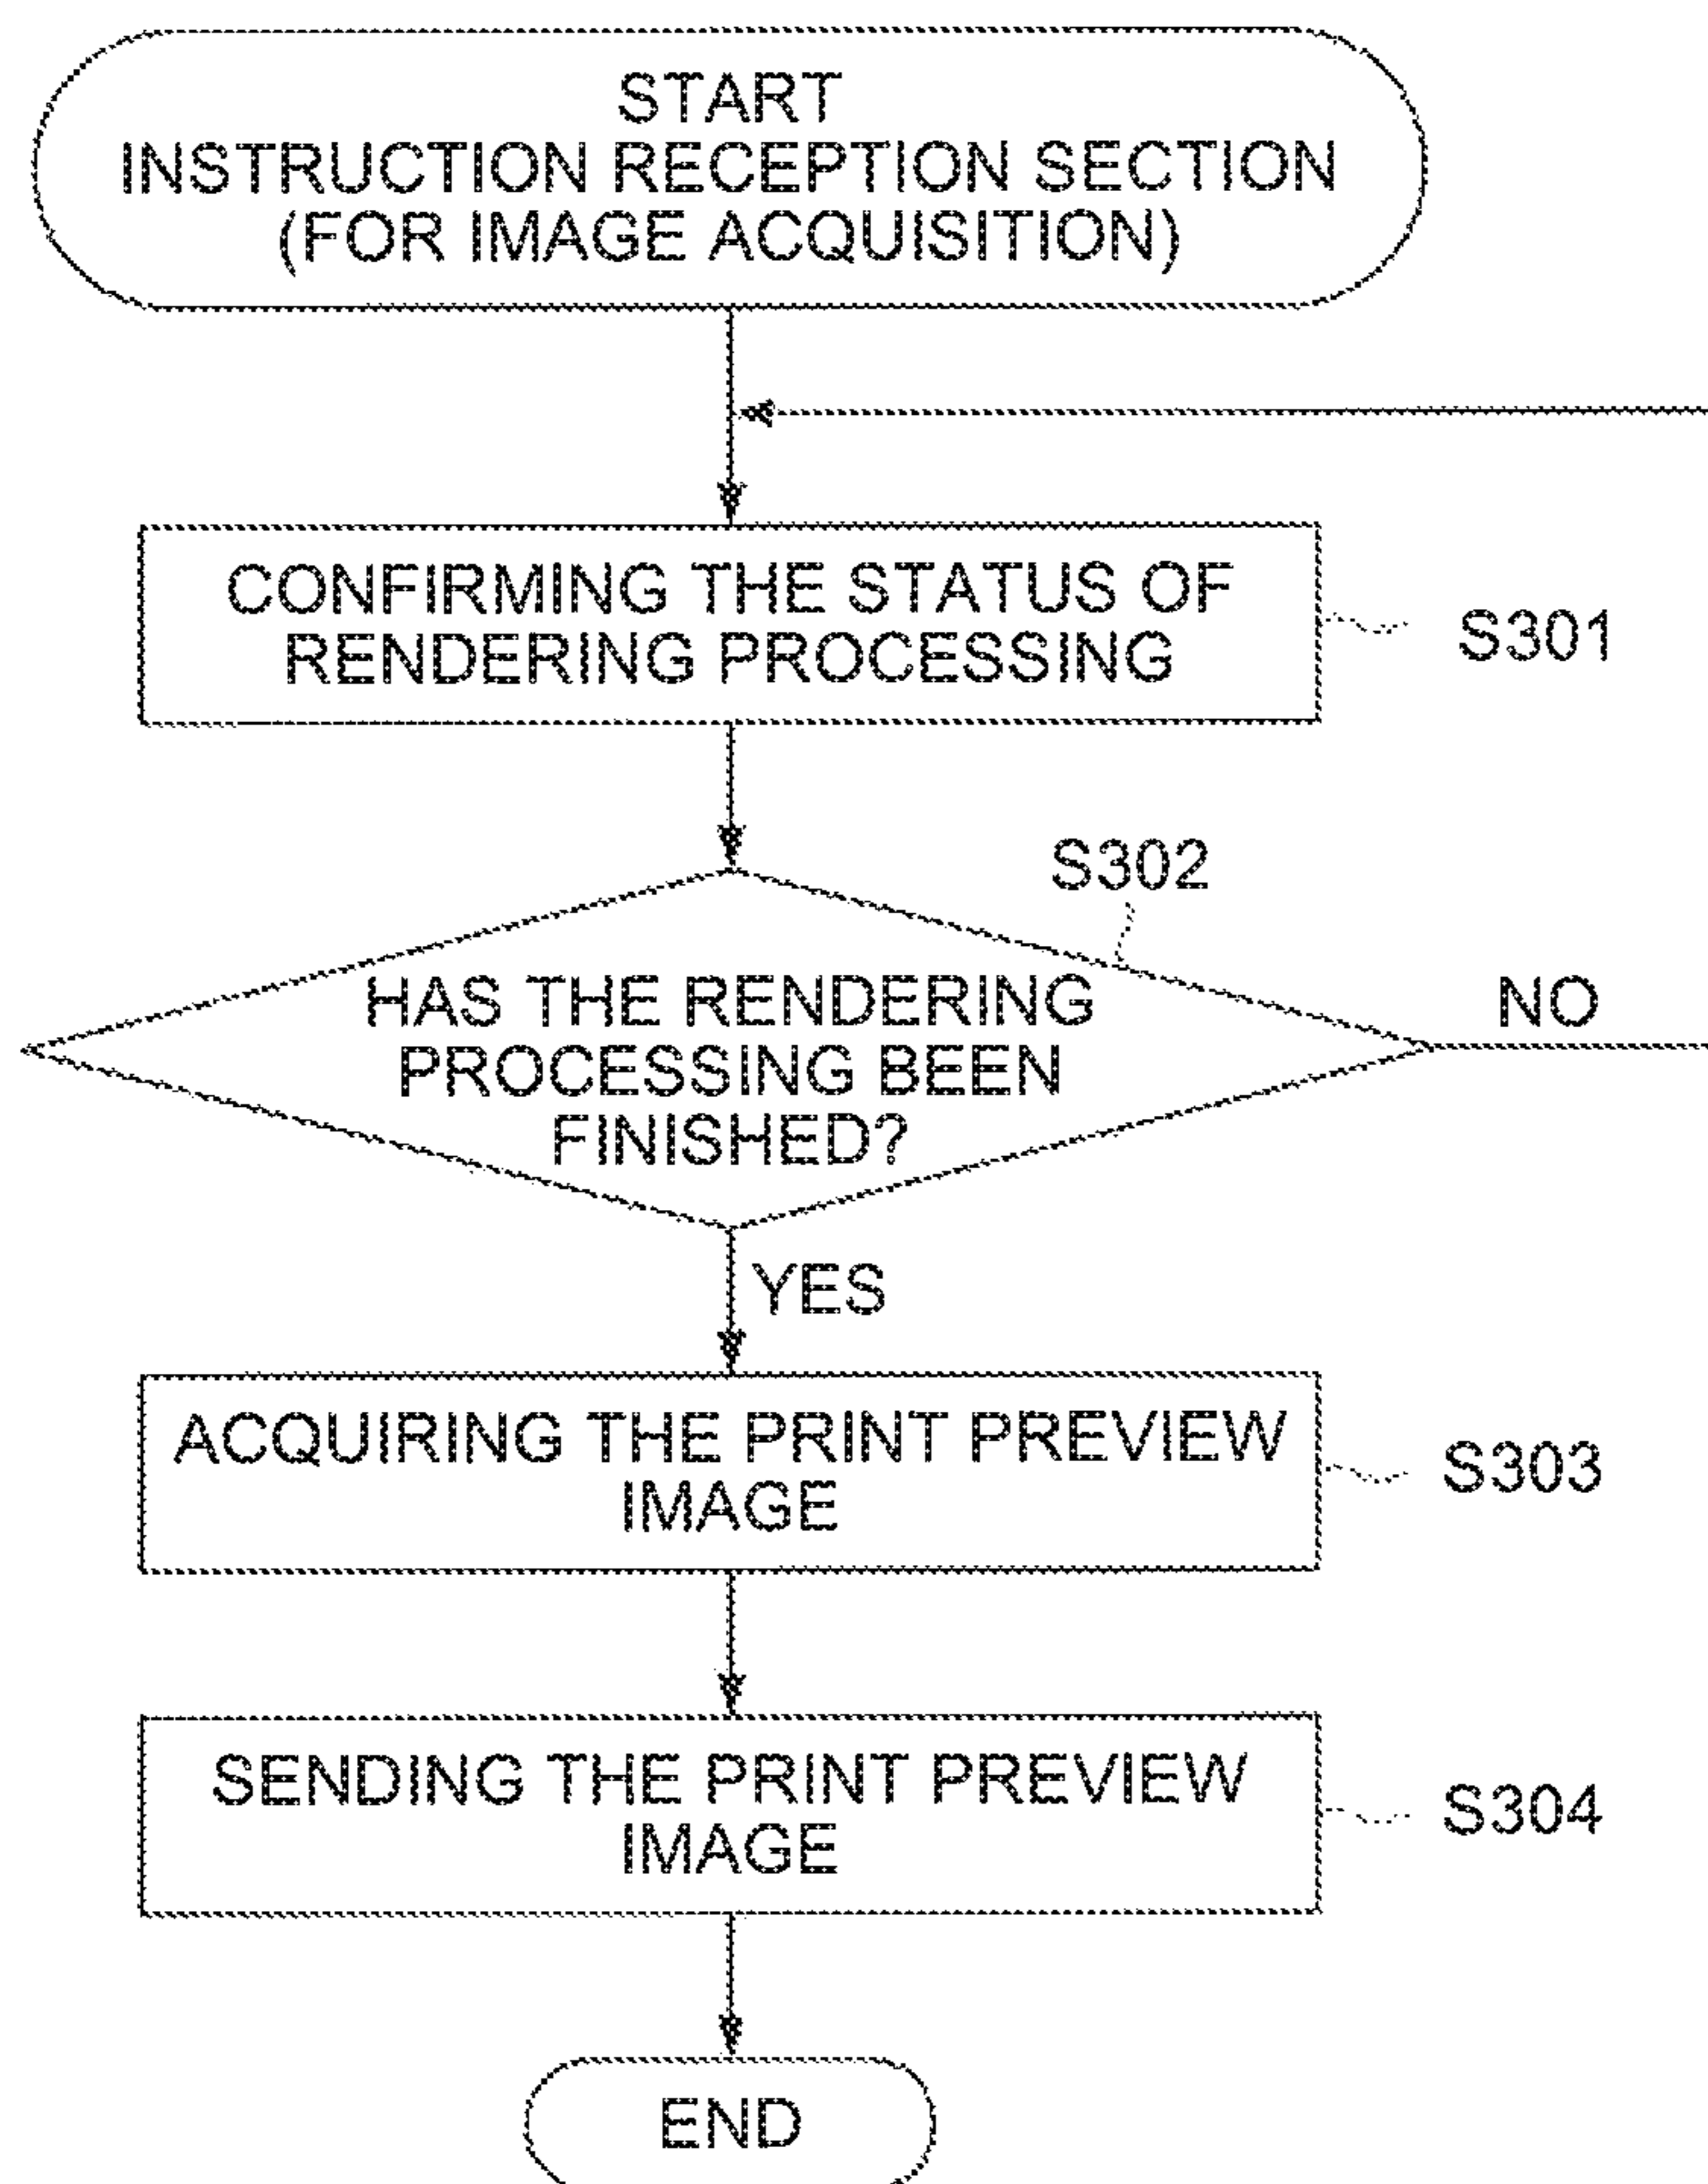 START
INSTRUCTION RECEPTION SECTION
(FOR IMAGE ACQUISITION)
CONFIRMING THE STATUS OF
RENDERING PROCESSING
S301
S302
HAS THE RENDERING
PROCESSING BEEN
FINISHED?
NO
YES
ACQUIRING THE PRINT PREVIEW
IMAGE
S303
SENDING THE PRINT PREVIEW
IMAGE
S304
END